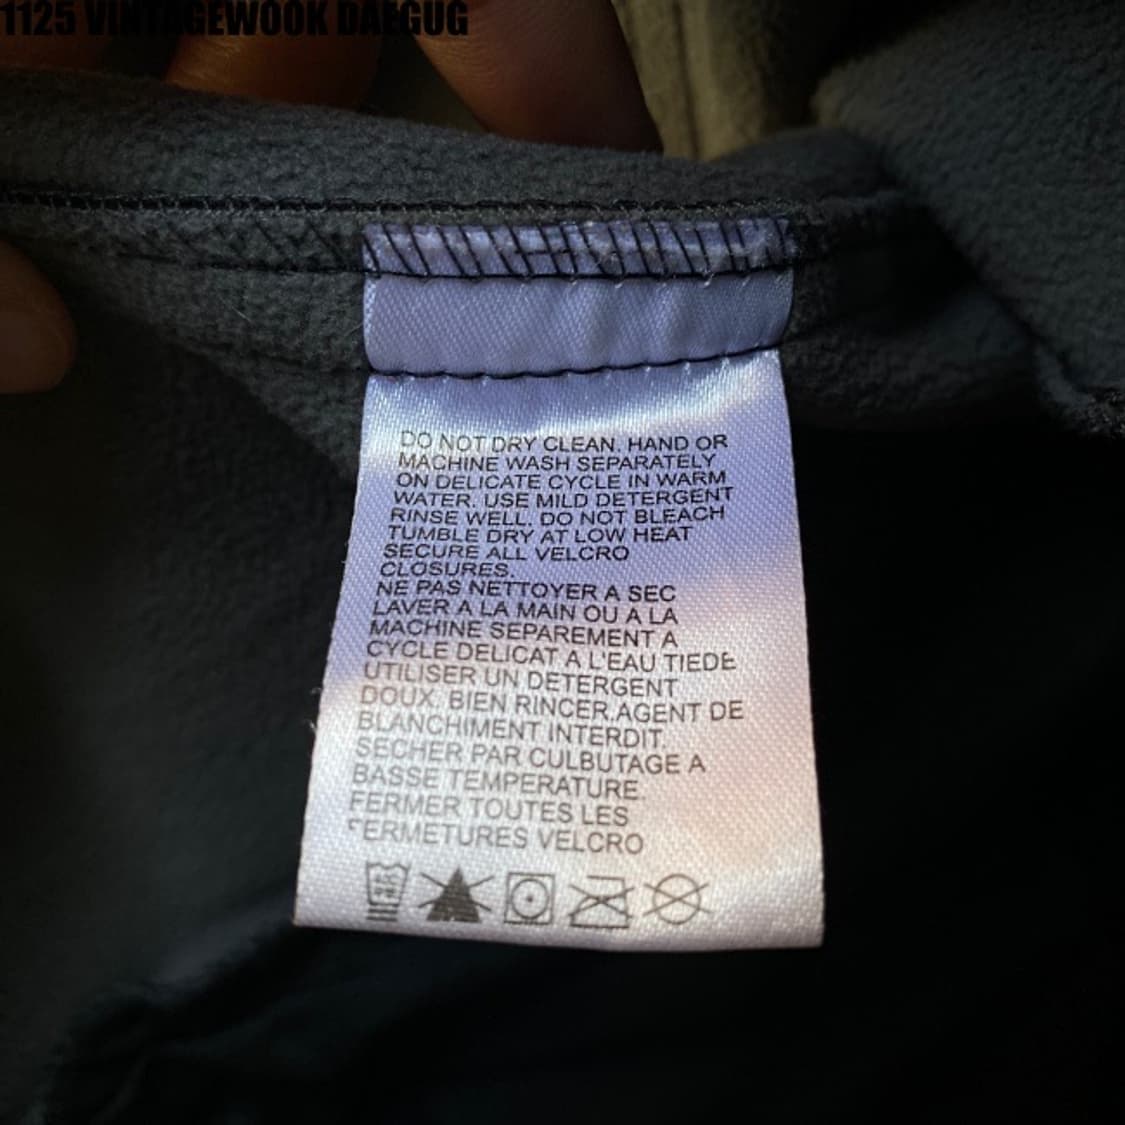 1125 VINTAGEWOOK DAEGUG
DO NOT DRY CLEAN. HAND OR
MACHINE WASH SEPARATELY
ON DELICATE CYCLE IN WARM
WATER. USE MILD DETERGENT
RINSE WELL. DO NOT BLEACH
TUMBLE DRY AT LOW HEAT
SECURE ALL VELCRO
CLOSURES.
NE PAS NETTOYER A SEC
LAVER A LA MAIN OU A LA
MACHINE SEPAREMENT A
CYCLE DELICAT A L'EAU TIEDE
UTILISER UN DETERGENT
DOUX. BIEN RINCER.AGENT DE
BLANCHIMENT INTERDIT.
SECHER PAR CULBUTAGE A
BASSE TEMPERATURE.
FERMER TOUTES LES
FERMETURES VELCRO